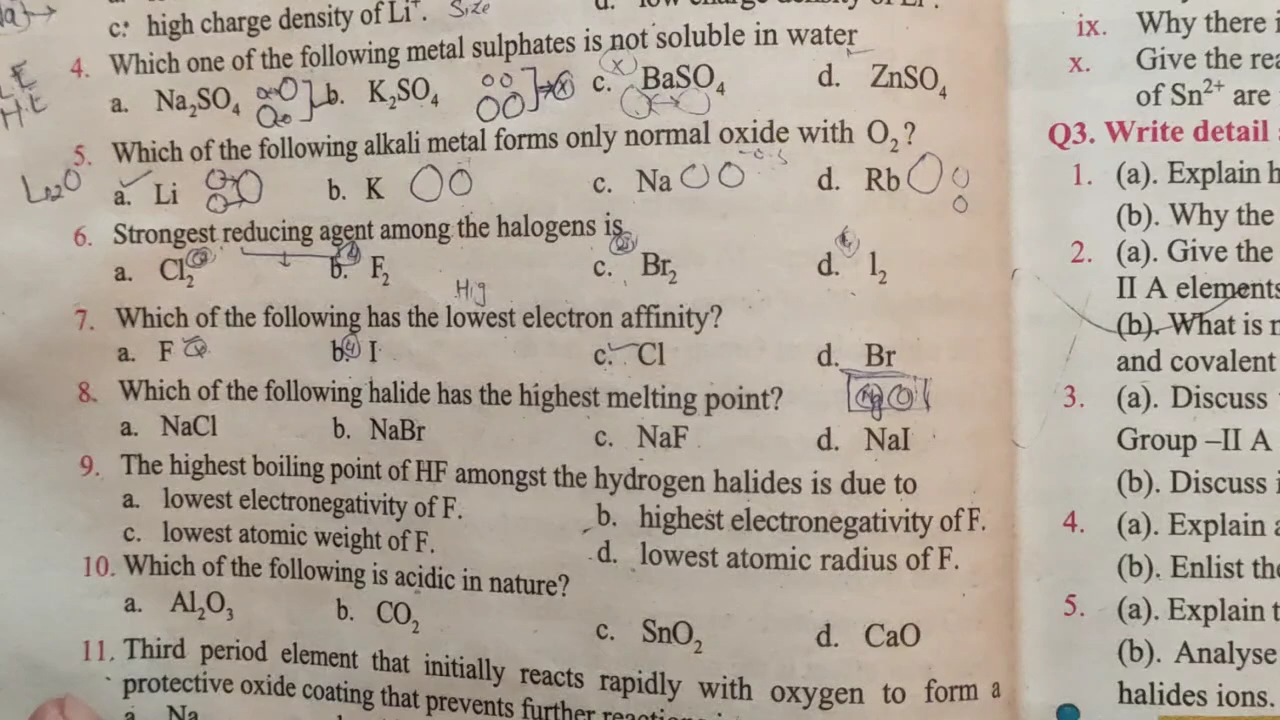 c. high charge density of Li⁺. Size
4. Which one of the following metal sulphates is not soluble in water
a. Na₂SO₄ b. K₂SO₄ c. BaSO₄ d. ZnSO₄
5. Which of the following alkali metal forms only normal oxide with O₂?
Li₂O
a. Li b. K c. Na d. Rb
6. Strongest reducing agent among the halogens is
a. Cl₂ b. F₂ c. Br₂ d. l₂
Hig
7. Which of the following has the lowest electron affinity?
a. F b. I c. Cl d. Br
8. Which of the following halide has the highest melting point?
a. NaCl b. NaBr c. NaF d. NaI
9. The highest boiling point of HF amongst the hydrogen halides is due to
a. lowest electronegativity of F. b. highest electronegativity of F.
c. lowest atomic weight of F. d. lowest atomic radius of F.
10. Which of the following is acidic in nature?
a. Al₂O₃ b. CO₂ c. SnO₂ d. CaO
11. Third period element that initially reacts rapidly with oxygen to form a
protective oxide coating that prevents further
a. Na
ix. Why there
x. Give the
of Sn²⁺ are
Q3. Write detail
1. (a). Explain
(b). Why the
2. (a). Give the
II A elements
(b). What is
and covalent
3. (a). Discuss
Group –II A
(b). Discuss
4. (a). Explain
(b). Enlist
5. (a). Explain
(b). Analyse
halides ions.